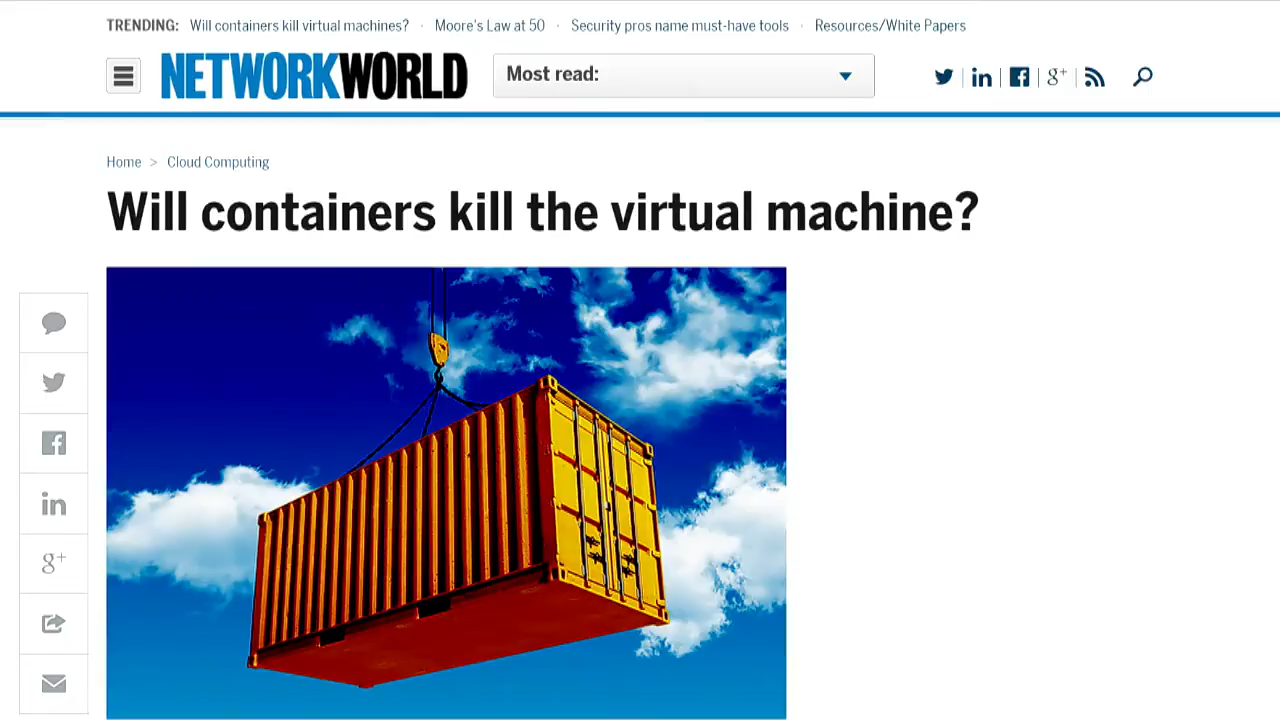 TRENDING: Will containers kill virtual machines? · Moore's Law at 50 · Security pros name must-have tools · Resources/White Papers
NETWORKWORLD
Most read:
Home > Cloud Computing
Will containers kill the virtual machine?